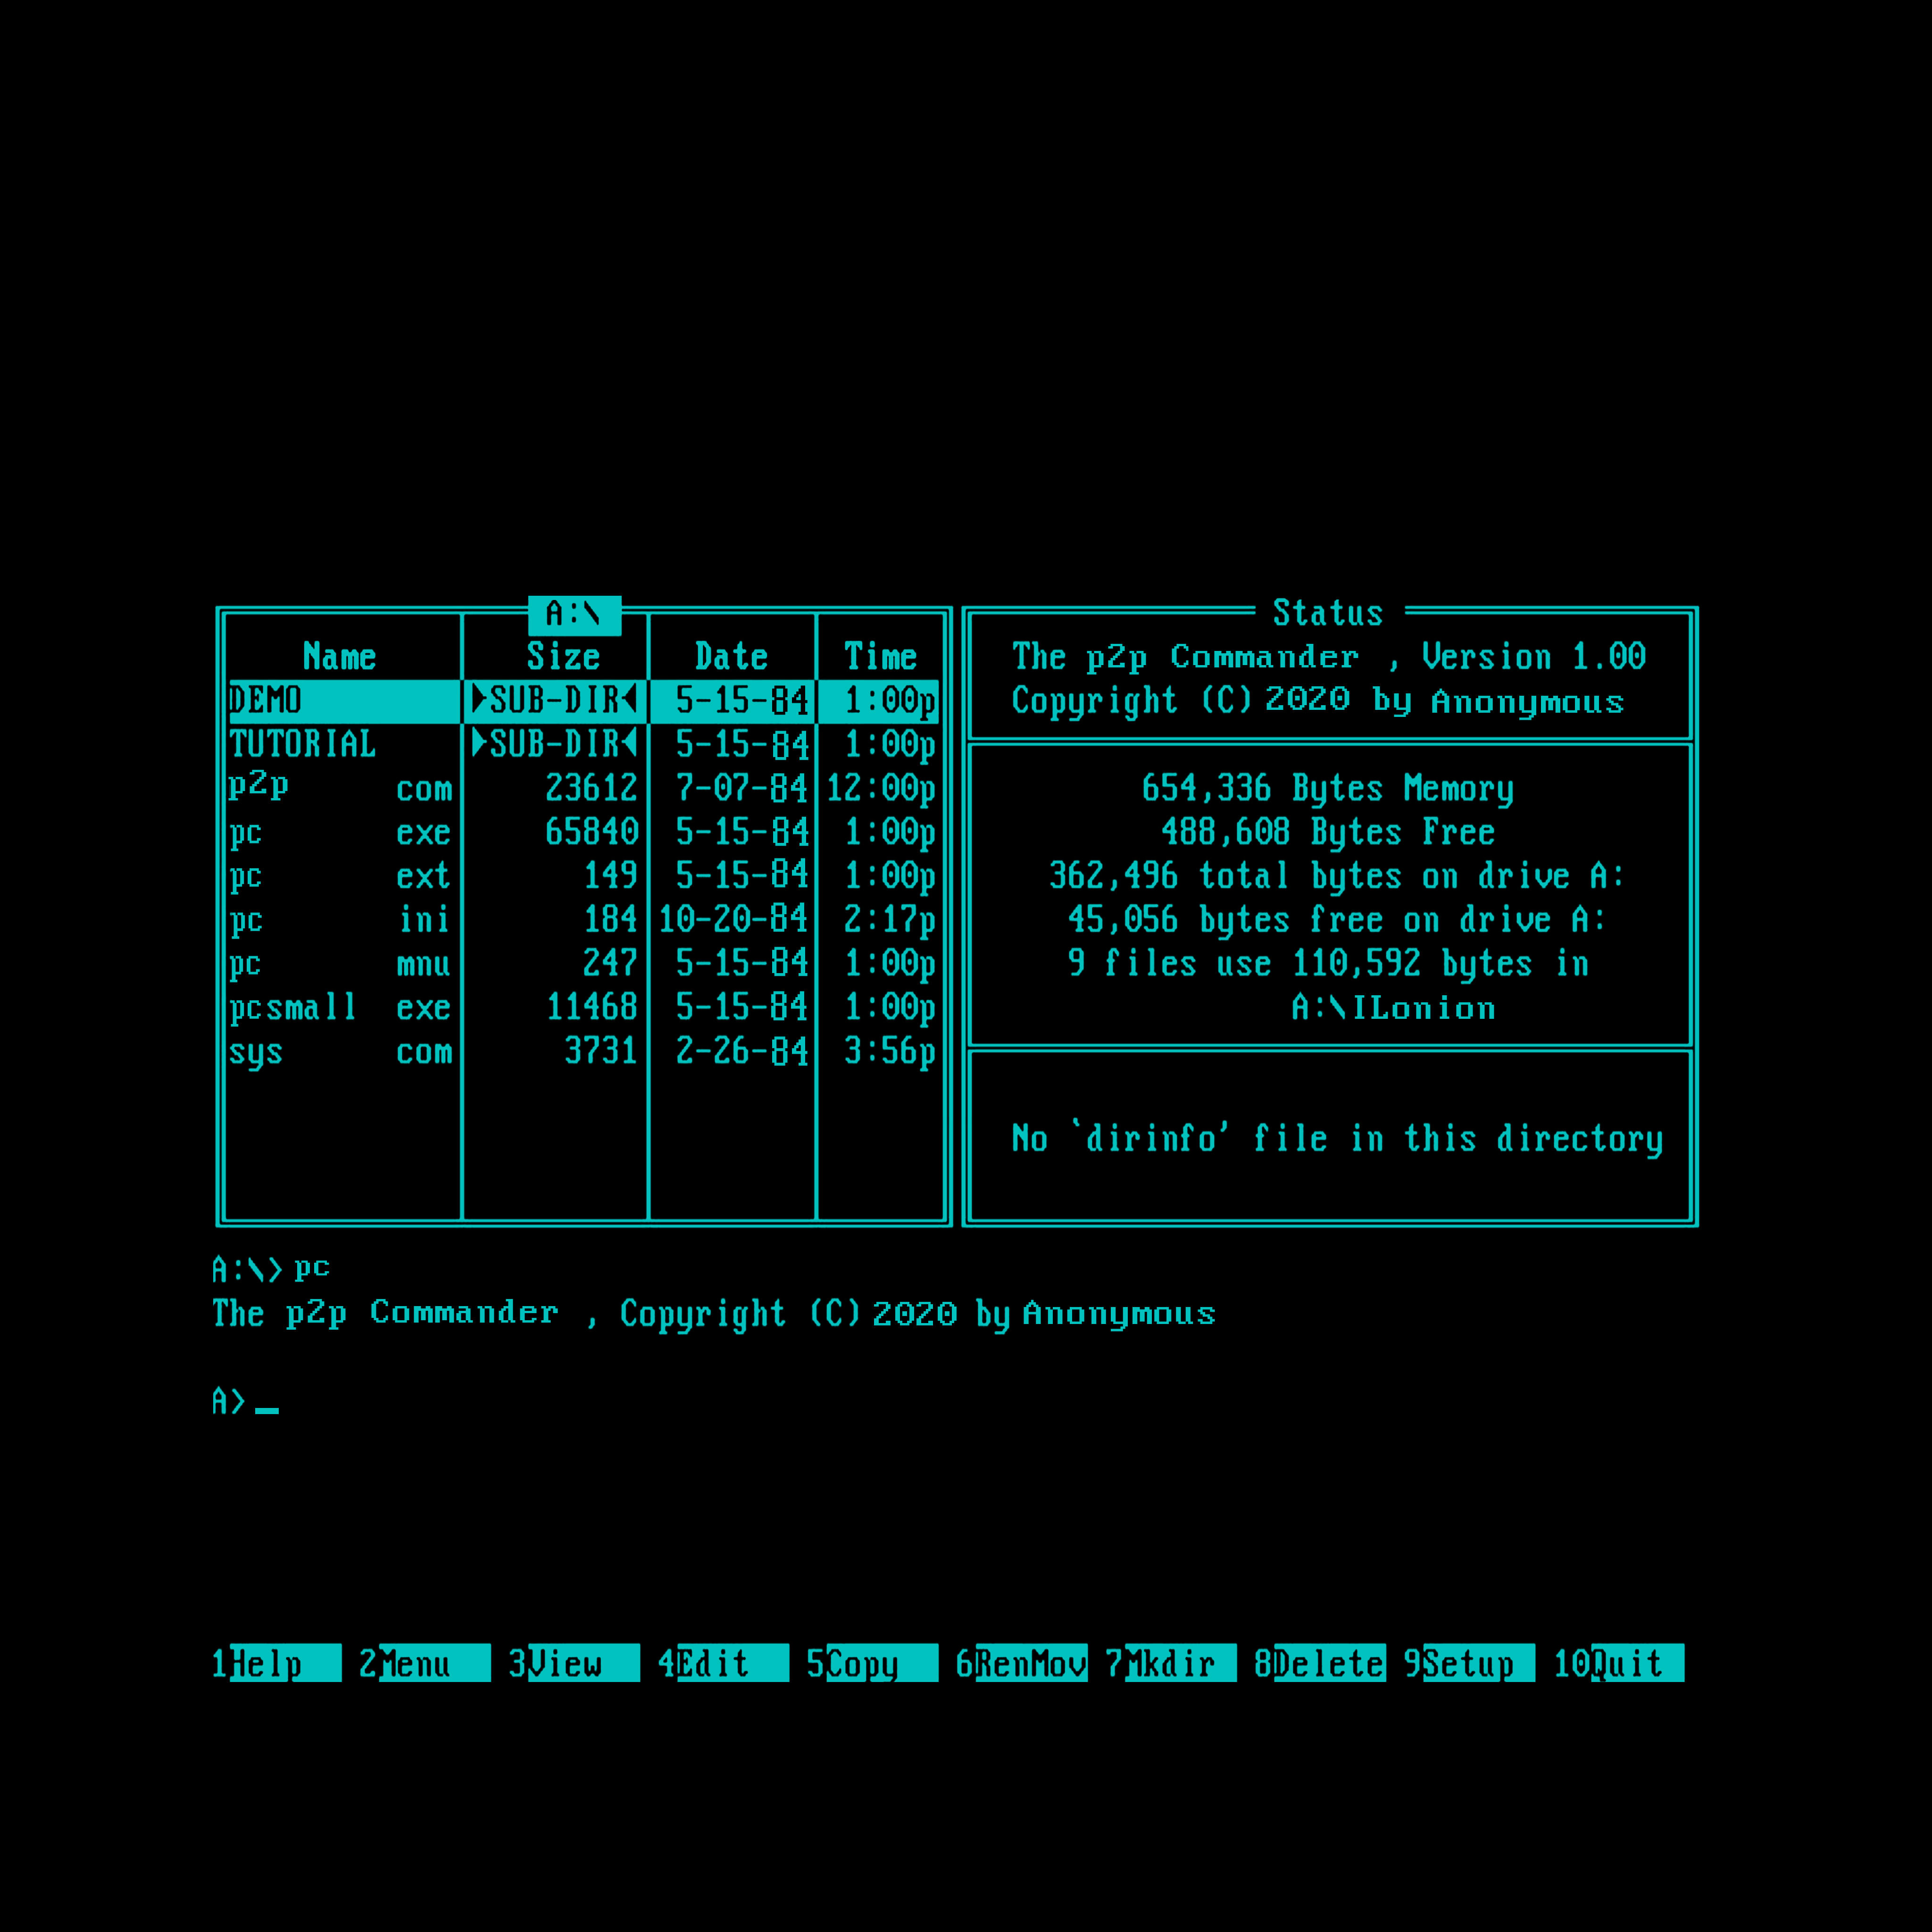 A:\
Name Size Date Time
DEMO ►SUB-DIR◄ 5-15-84 1:00p
TUTORIAL ►SUB-DIR◄ 5-15-84 1:00p
p2p com 23612 7-07-84 12:00p
pc exe 65840 5-15-84 1:00p
pc ext 149 5-15-84 1:00p
pc ini 184 10-20-84 2:17p
pc mnu 247 5-15-84 1:00p
pcsmall exe 11468 5-15-84 1:00p
sys com 3731 2-26-84 3:56p
Status
The p2p Commander , Version 1.00
Copyright (C) 2020 by Anonymous
654,336 Bytes Memory
488,608 Bytes Free
362,496 total bytes on drive A:
45,056 bytes free on drive A:
9 files use 110,592 bytes in
A:\ILonion
No `dirinfo' file in this directory
A:\> pc
The p2p Commander , Copyright (C) 2020 by Anonymous
A>_
1Help 2Menu 3View 4Edit 5Copy 6RenMov 7Mkdir 8Delete 9Setup 10Quit